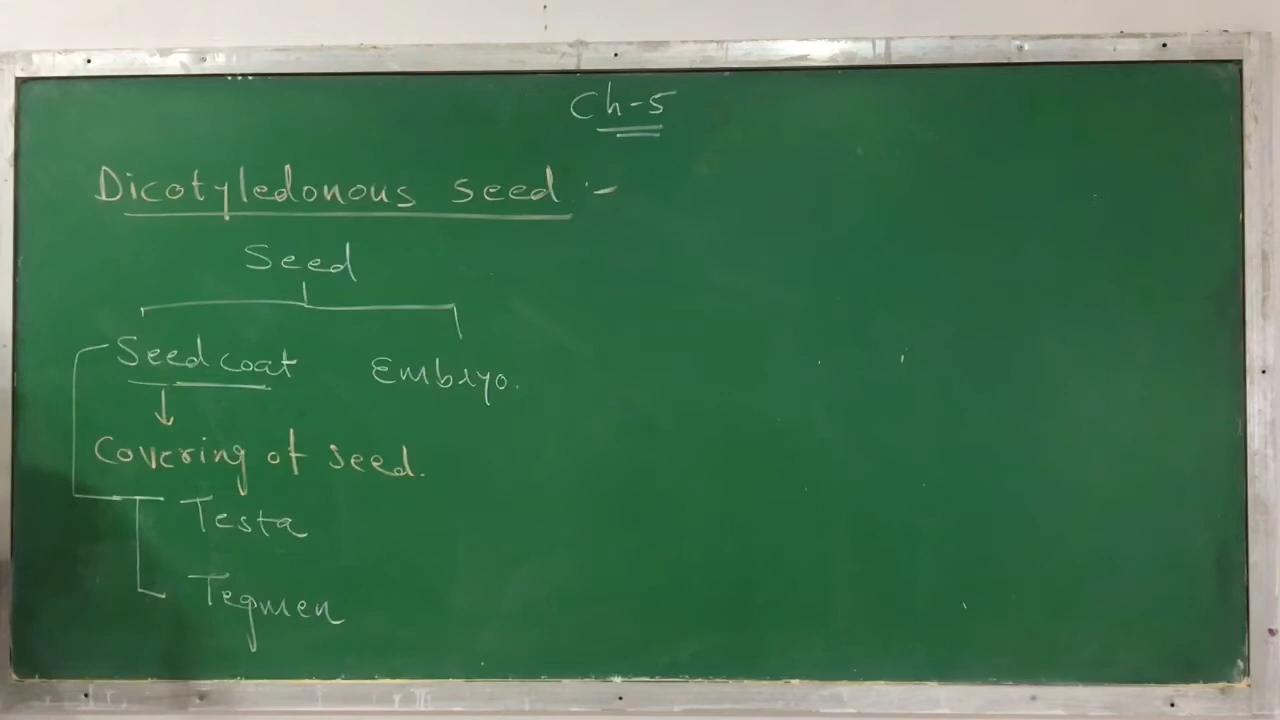 Ch-5
Dicotyledonous seed :-
Seed
Seed coat Embryo.
Covering of seed.
Testa
Tegmen